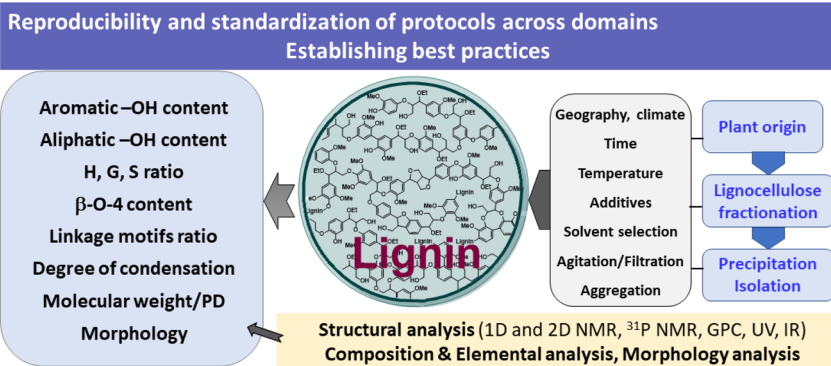 Reproducibility and standardization of protocols across domains
Establishing best practices
Aromatic –OH content
Aliphatic –OH content
H, G, S ratio
β-O-4 content
Linkage motifs ratio
Degree of condensation
Molecular weight/PD
Morphology
Lignin
Geography, climate
Time
Temperature
Additives
Solvent selection
Agitation/Filtration
Aggregation
Plant origin
Lignocellulose
fractionation
Precipitation
Isolation
Structural analysis (1D and 2D NMR, ³¹P NMR, GPC, UV, IR)
Composition & Elemental analysis, Morphology analysis